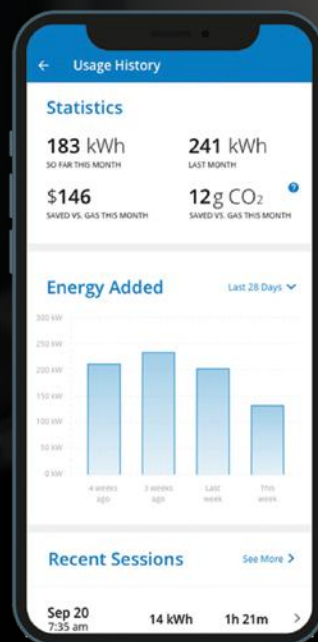 Usage History
Statistics
183 kWh
SO FAR THIS MONTH
241 kWh
LAST MONTH
$146
SAVED VS. GAS THIS MONTH
12g CO₂ ?
SAVED VS. GAS THIS MONTH
Energy Added
Last 28 Days
300 kW
250 kW
200 kW
150 kW
100 kW
50 kW
0 kW
4 weeks ago
3 weeks ago
Last week
This week
Recent Sessions
See More >
Sep 20
7:35 am
14 kWh
1h 21m >